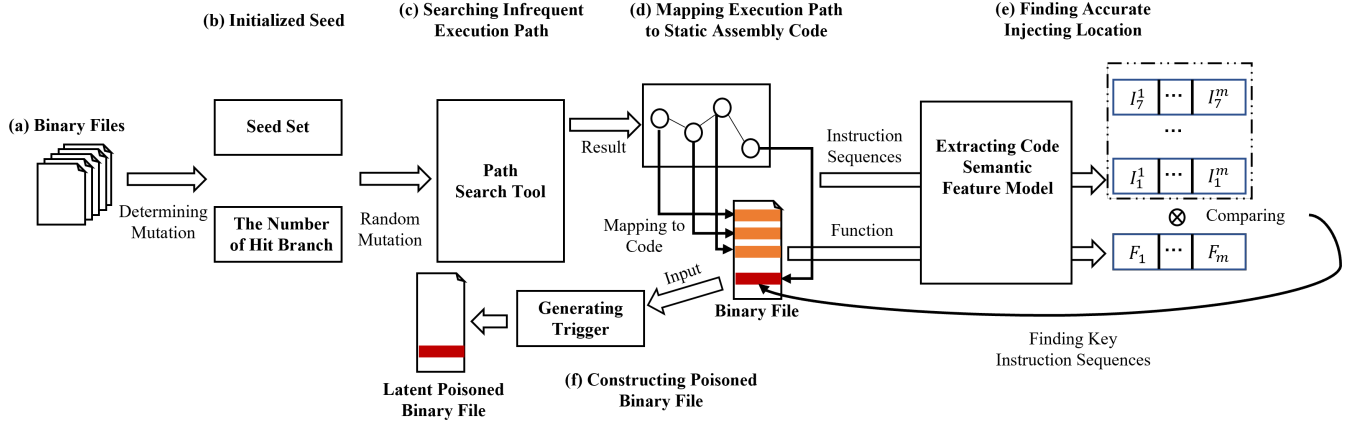 (b) Initialized Seed
(c) Searching Infrequent
Execution Path
(d) Mapping Execution Path
to Static Assembly Code
(e) Finding Accurate
Injecting Location
(a) Binary Files
Determining
Mutation
Seed Set
The Number
of Hit Branch
Random
Mutation
Path
Search Tool
Result
Mapping to
Code
Binary File
Instruction
Sequences
Function
Extracting Code
Semantic
Feature Model
I_7^1 ... I_7^m
...
I_1^1 ... I_1^m
⊗ Comparing
F_1 ... F_m
Finding Key
Instruction Sequences
Input
Generating
Trigger
Latent Poisoned
Binary File
(f) Constructing Poisoned
Binary File